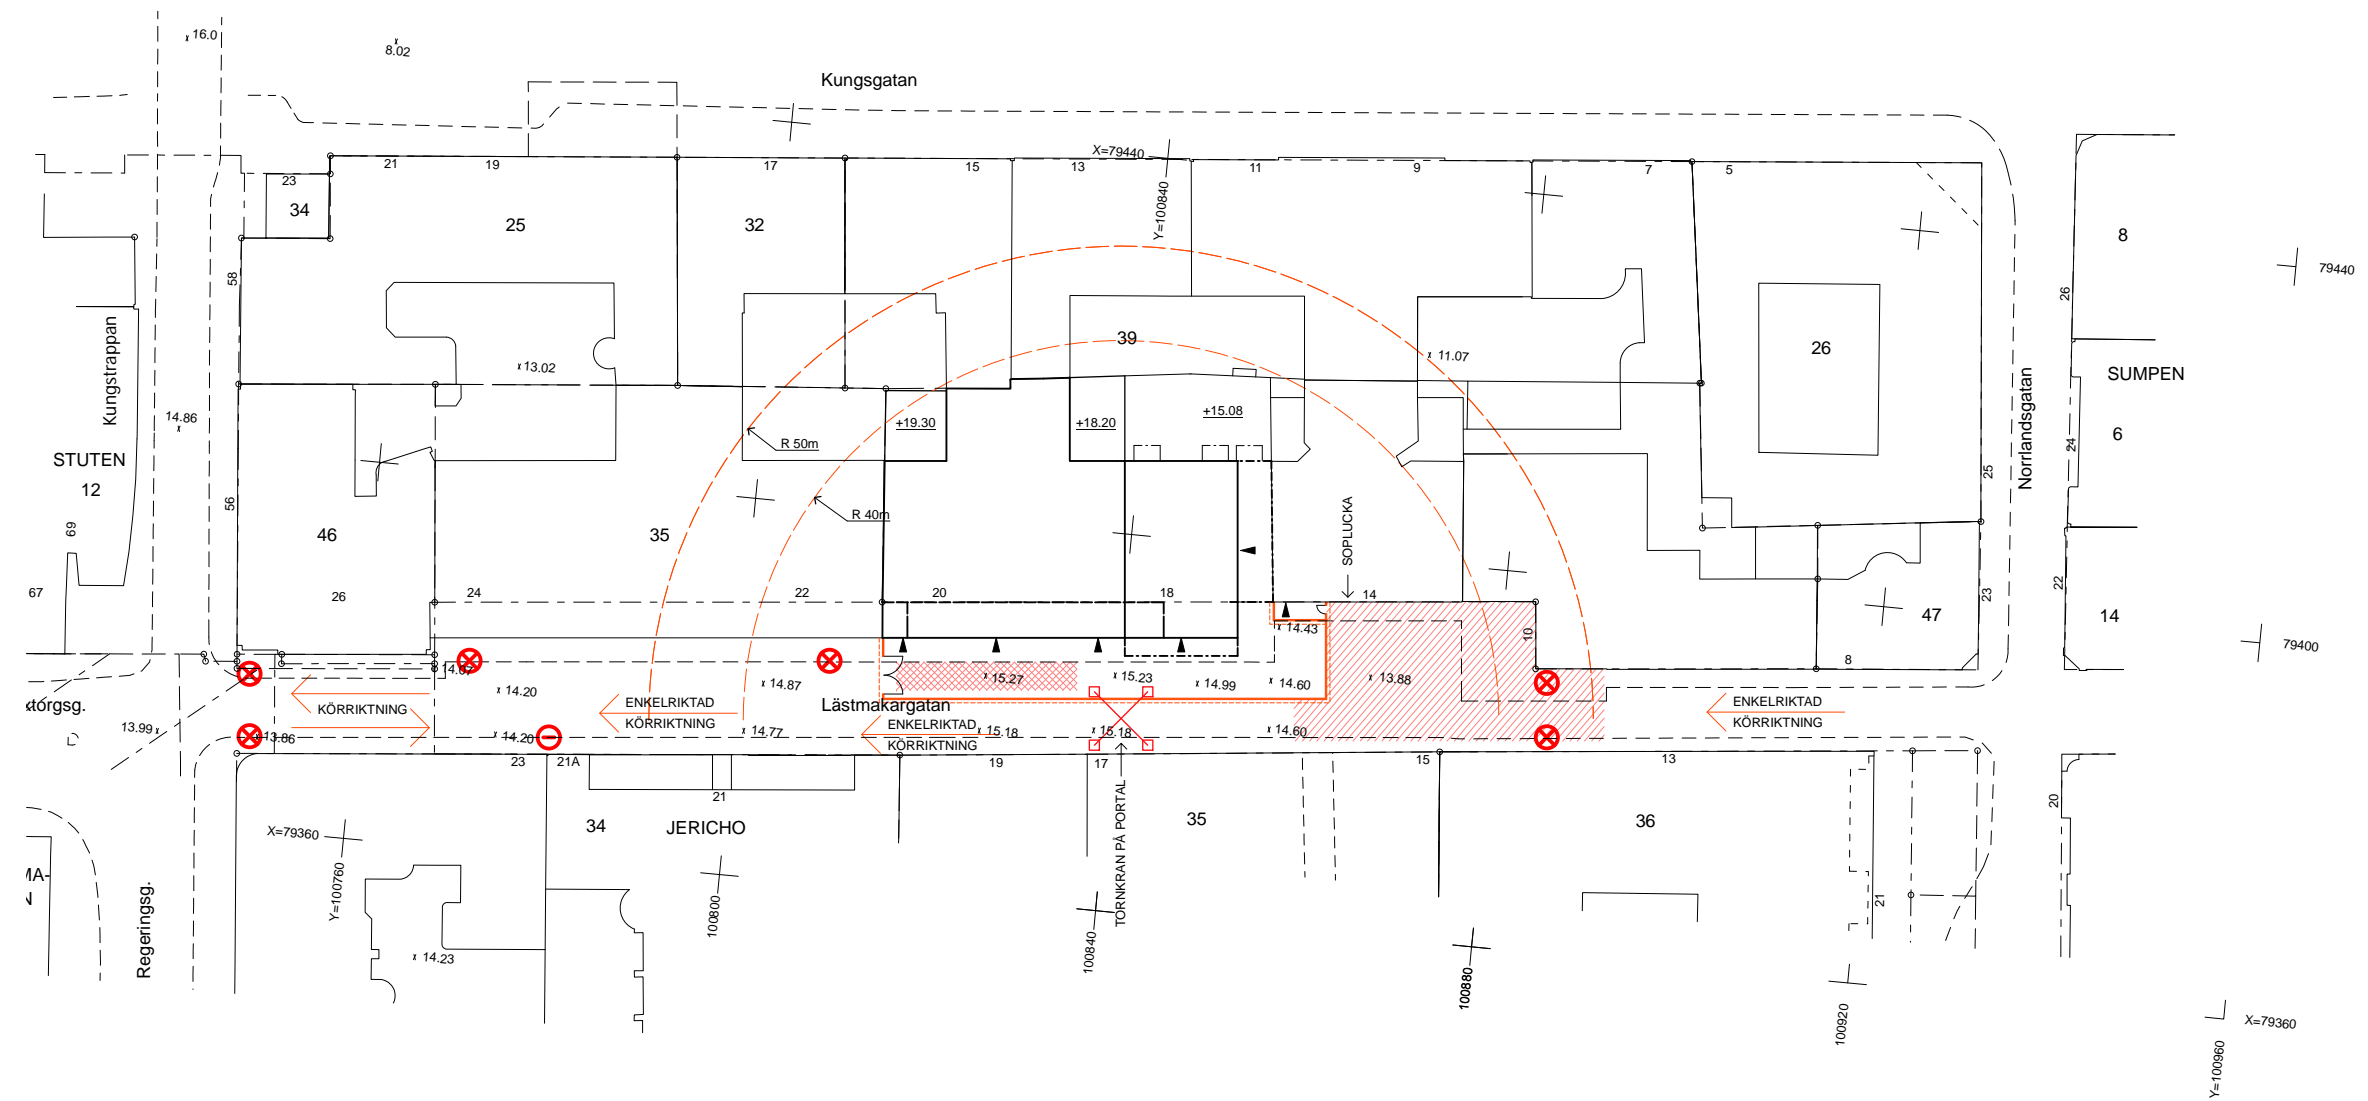 16.0
8.02
Kungsgatan
X=79440
Y=100840
21
19
17
15
13
11
9
7
5
23
34
25
32
8
58
26
79440
39
13.02
11.07
26
Kungstrappan
Norrlandsgatan
SUMPEN
14.86
+19.30
+18.20
+15.08
R 50m
6
24
STUTEN
12
56
25
69
R 40m
SOPLUCKA
46
35
67
26
24
22
20
18
14
22
23
47
14
14.43
10
79400
8
14.07
14.20
14.87
15.27
15.23
14.99
14.60
13.88
KÖRRIKTNING
ENKELRIKTAD
KÖRRIKTNING
Lästmakargatan
ENKELRIKTAD
KÖRRIKTNING
ENKELRIKTAD
KÖRRIKTNING
torgsg.
13.99
13.86
14.20
14.77
15.18
15.18
14.60
23
21A
19
17
15
13
21
34
JERICHO
35
36
20
TORNKRAN PÅ PORTAL
X=79360
Y=100760
MA-
N
Regeringsg.
14.23
100800
100840
100880
21
100920
X=79360
Y=100960